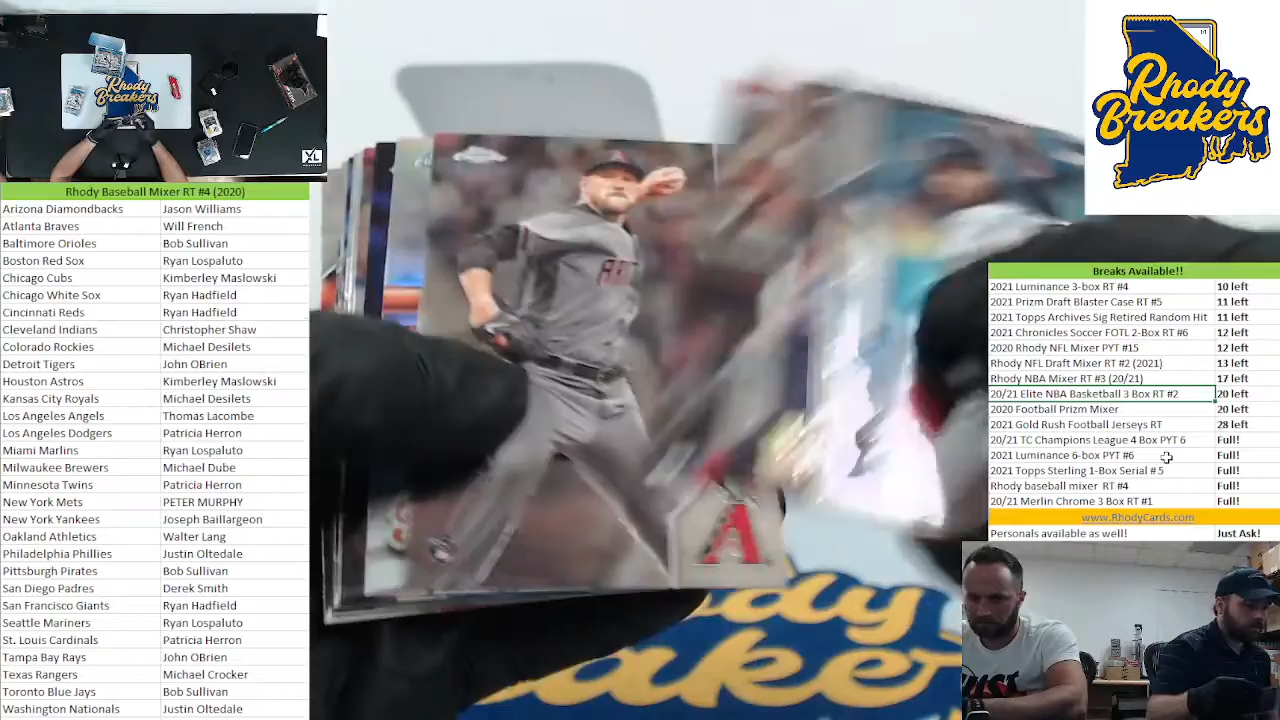 Rhody
Breakers
XL
Rhody Baseball Mixer RT #4 (2020)
Arizona Diamondbacks Jason Williams
Atlanta Braves Will French
Baltimore Orioles Bob Sullivan
Boston Red Sox Ryan Lospaluto
Chicago Cubs Kimberley Maslowski
Chicago White Sox Ryan Hadfield
Cincinnati Reds Ryan Hadfield
Cleveland Indians Christopher Shaw
Colorado Rockies Michael Desilets
Detroit Tigers John OBrien
Houston Astros Kimberley Maslowski
Kansas City Royals Michael Desilets
Los Angeles Angels Thomas Lacombe
Los Angeles Dodgers Patricia Herron
Miami Marlins Ryan Lospaluto
Milwaukee Brewers Michael Dube
Minnesota Twins Patricia Herron
New York Mets PETER MURPHY
New York Yankees Joseph Baillargeon
Oakland Athletics Walter Lang
Philadelphia Phillies Justin Oltedale
Pittsburgh Pirates Bob Sullivan
San Diego Padres Derek Smith
San Francisco Giants Ryan Hadfield
Seattle Mariners Ryan Lospaluto
St. Louis Cardinals Patricia Herron
Tampa Bay Rays John OBrien
Texas Rangers Michael Crocker
Toronto Blue Jays Bob Sullivan
Washington Nationals Justin Oltedale
A
Rhody
Breakers
Breaks Available!!
2021 Luminance 3-box RT #4 10 left
2021 Prizm Draft Blaster Case RT #5 11 left
2021 Topps Archives Sig Retired Random Hit 11 left
2021 Chronicles Soccer FOTL 2-Box RT #6 12 left
2020 Rhody NFL Mixer PYT #15 12 left
Rhody NFL Draft Mixer RT #2 (2021) 13 left
Rhody NBA Mixer RT #3 (20/21) 17 left
20/21 Elite NBA Basketball 3 Box RT #2 20 left
2020 Football Prizm Mixer 20 left
2021 Gold Rush Football Jerseys RT 28 left
20/21 TC Champions League 4 Box PYT 6 Full!
2021 Luminance 6-box PYT #6 Full!
2021 Topps Sterling 1-Box Serial # 5 Full!
Rhody baseball mixer RT #4 Full!
20/21 Merlin Chrome 3 Box RT #1 Full!
www.RhodyCards.com
Personals available as well! Just Ask!